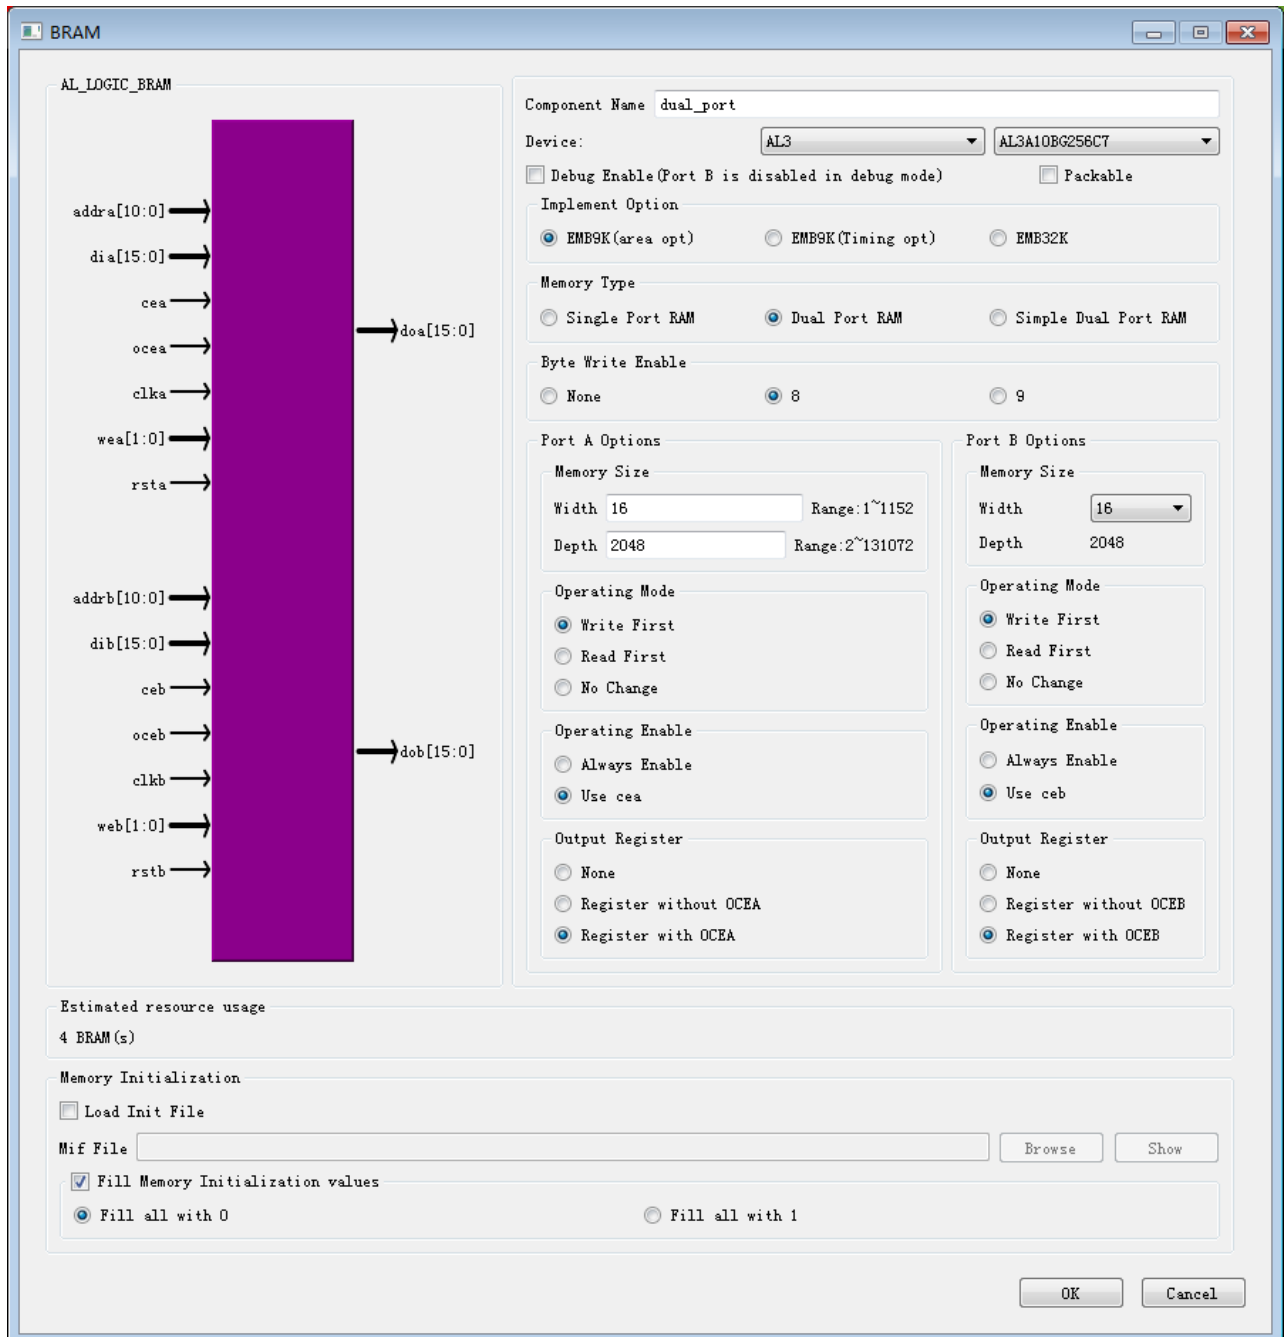 BRAM
AL_LOGIC_BRAM
addra[10:0]
dia[15:0]
cea
ocea
clka
wea[1:0]
rsta
doa[15:0]
addrb[10:0]
dib[15:0]
ceb
oceb
clkb
web[1:0]
rstb
dob[15:0]
Component Name dual_port
Device: AL3 AL3A10BG256C7
Debug Enable(Port B is disabled in debug mode) Packable
Implement Option
EMB9K(area opt) EMB9K(Timing opt) EMB32K
Memory Type
Single Port RAM Dual Port RAM Simple Dual Port RAM
Byte Write Enable
None 8 9
Port A Options
Memory Size
Width 16 Range:1~1152
Depth 2048 Range:2~131072
Operating Mode
Write First
Read First
No Change
Operating Enable
Always Enable
Use cea
Output Register
None
Register without OCEA
Register with OCEA
Port B Options
Memory Size
Width 16
Depth 2048
Operating Mode
Write First
Read First
No Change
Operating Enable
Always Enable
Use ceb
Output Register
None
Register without OCEB
Register with OCEB
Estimated resource usage
4 BRAM(s)
Memory Initialization
Load Init File
Mif File Browse Show
Fill Memory Initialization values
Fill all with 0 Fill all with 1
OK Cancel